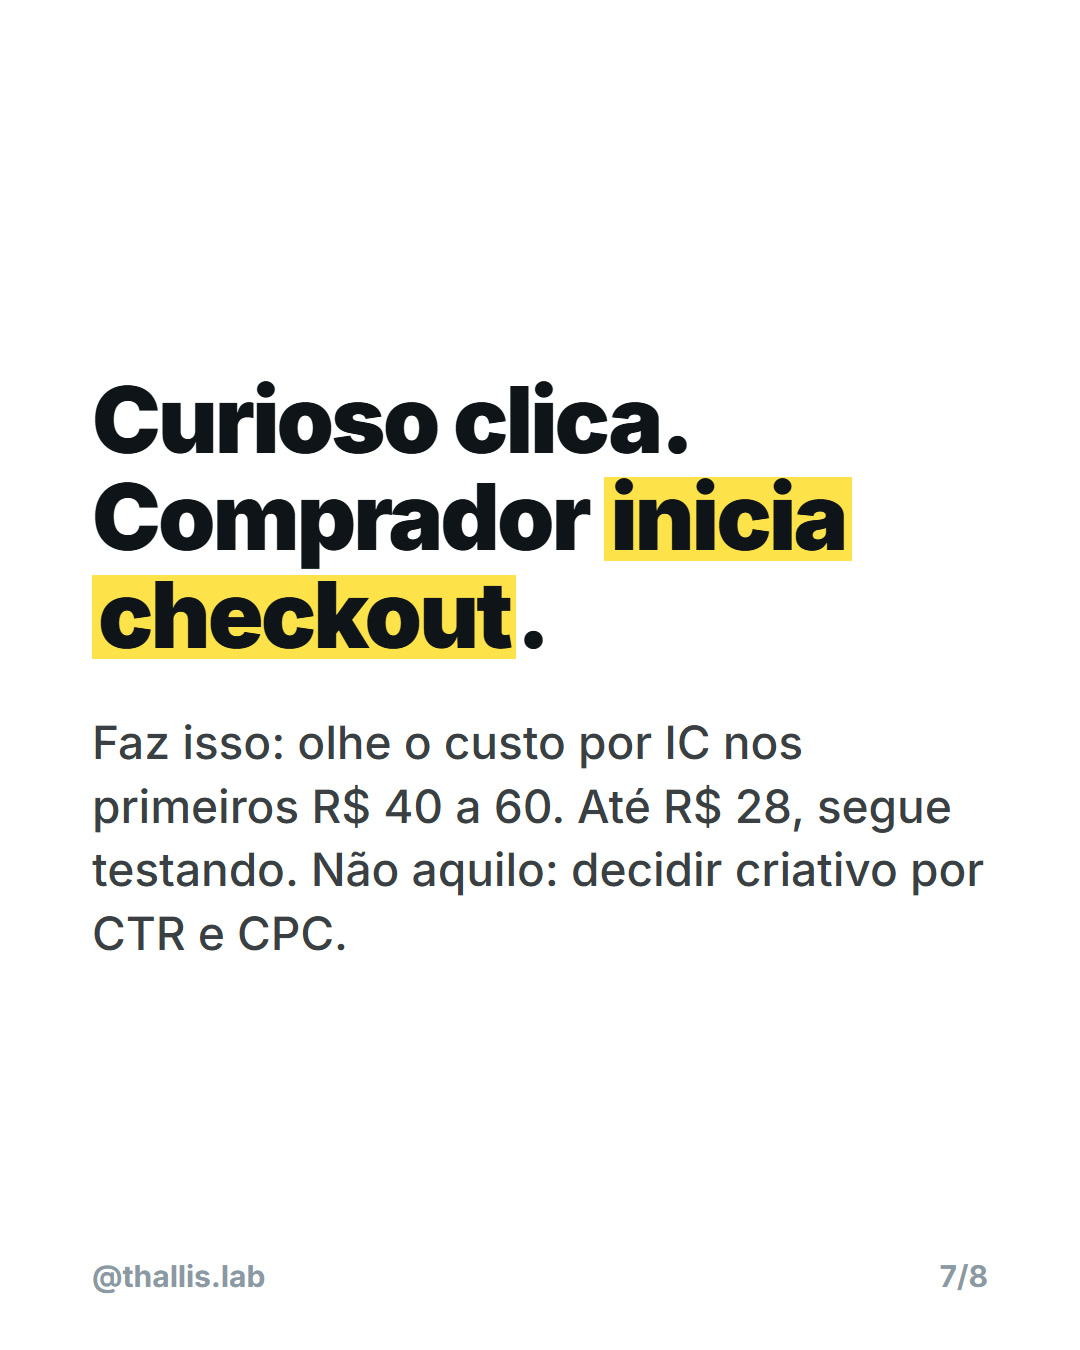 Curioso clica.
Comprador inicia
checkout.
Faz isso: olhe o custo por IC nos
primeiros R$ 40 a 60. Até R$ 28, segue
testando. Não aquilo: decidir criativo por
CTR e CPC.
@thallis.lab
7/8